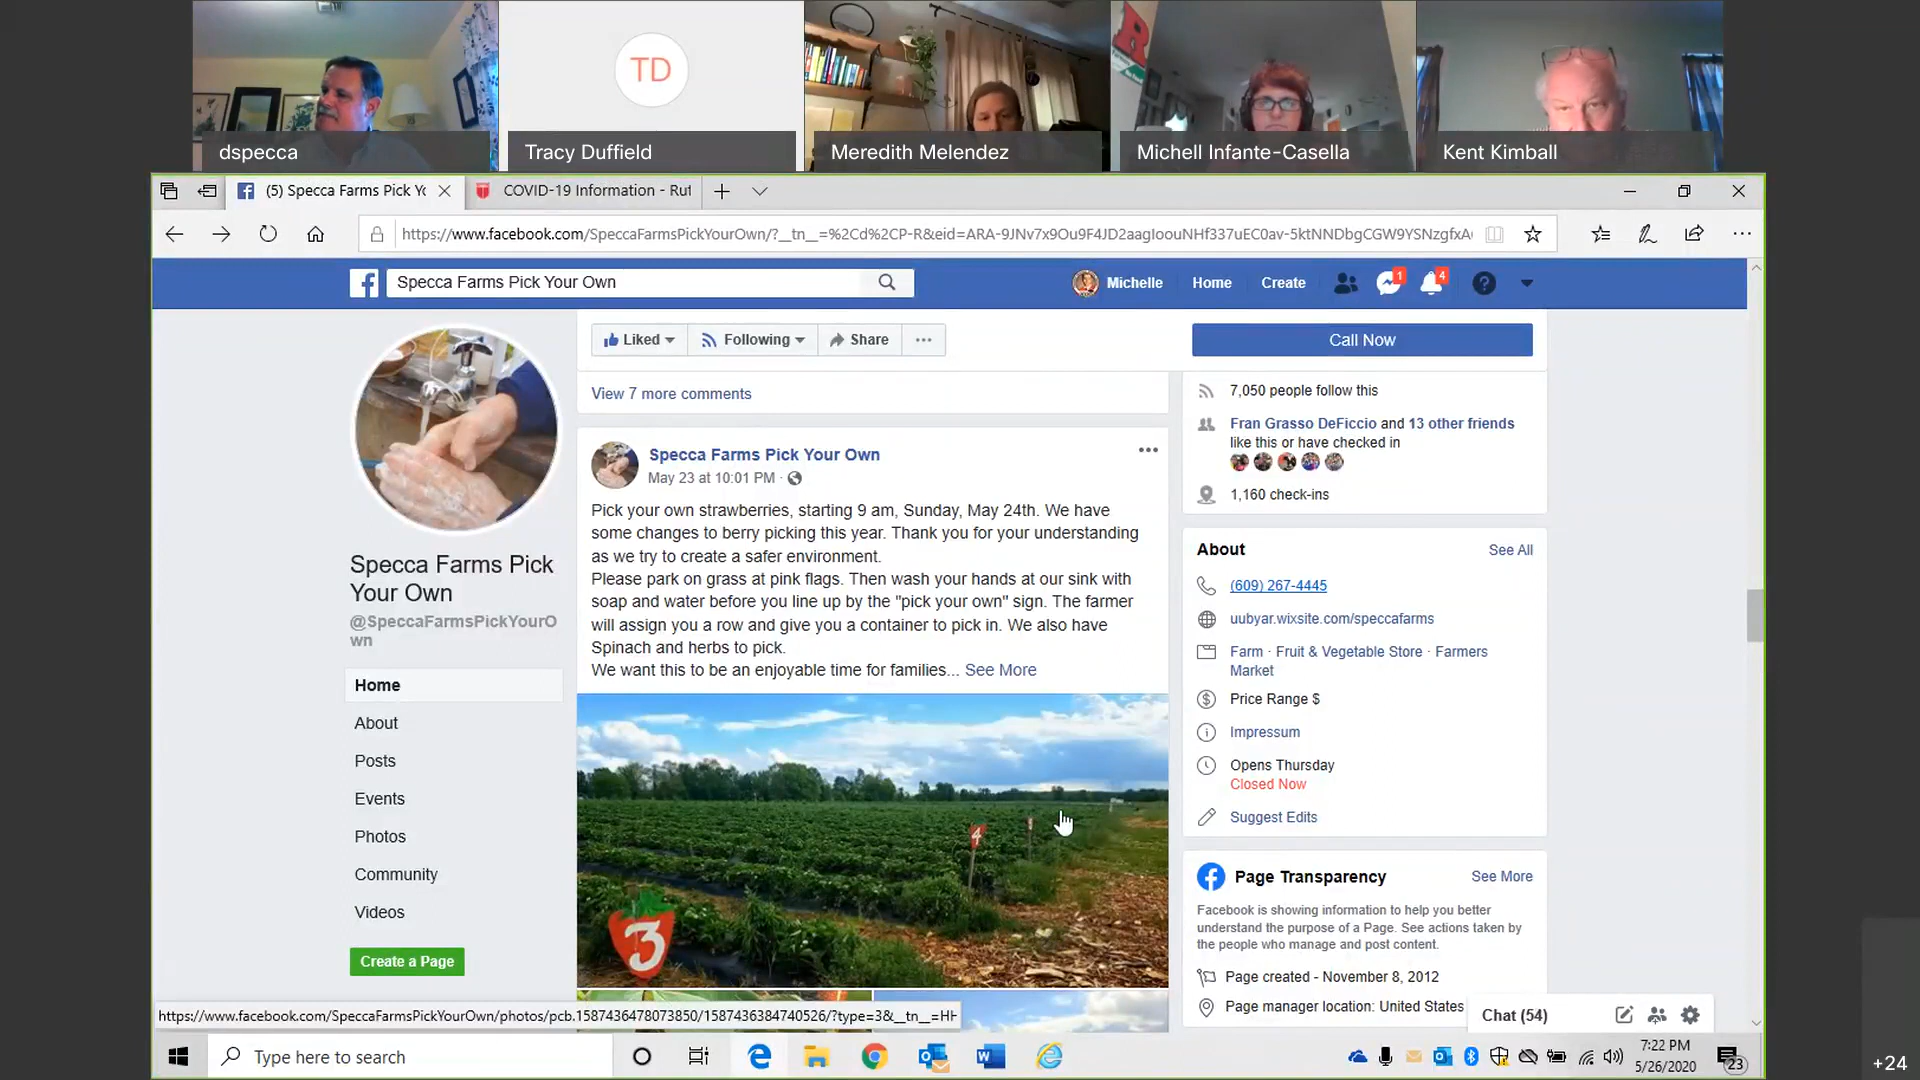 TD
R
dspecca
Tracy Duffield
Meredith Melendez
Michell Infante-Casella
Kent Kimball
(5) Specca Farms Pick Yo
COVID-19 Information - Rut
https://www.facebook.com/SpeccaFarmsPickYourOwn/?__tn__=%2Cd%2CP-R&eid=ARA-9JNv7x9Ou9F4JD2aagIoouNHf337uEC0av-5ktNNDbgCGW9YSNzgfxA
Specca Farms Pick Your Own
Michelle
Home
Create
1
4
Liked
Following
Share
Call Now
View 7 more comments
Specca Farms Pick Your Own
May 23 at 10:01 PM ·
Pick your own strawberries, starting 9 am, Sunday, May 24th. We have
some changes to berry picking this year. Thank you for your understanding
as we try to create a safer environment.
Please park on grass at pink flags. Then wash your hands at our sink with
soap and water before you line up by the "pick your own" sign. The farmer
will assign you a row and give you a container to pick in. We also have
Spinach and herbs to pick.
We want this to be an enjoyable time for families... See More
4
3
Specca Farms Pick
Your Own
@SpeccaFarmsPickYourO
wn
Home
About
Posts
Events
Photos
Community
Videos
Create a Page
7,050 people follow this
Fran Grasso DeFiccio and 13 other friends
like this or have checked in
1,160 check-ins
About
See All
(609) 267-4445
uubyar.wixsite.com/speccafarms
Farm · Fruit & Vegetable Store · Farmers
Market
Price Range $
Impressum
Opens Thursday
Closed Now
Suggest Edits
Page Transparency
See More
Facebook is showing information to help you better
understand the purpose of a Page. See actions taken by
the people who manage and post content.
Page created - November 8, 2012
Page manager location: United States
Chat (54)
https://www.facebook.com/SpeccaFarmsPickYourOwn/photos/pcb.1587436478073850/1587436384740526/?type=3&__tn__=HH
Type here to search
7:22 PM
5/26/2020
23
+24